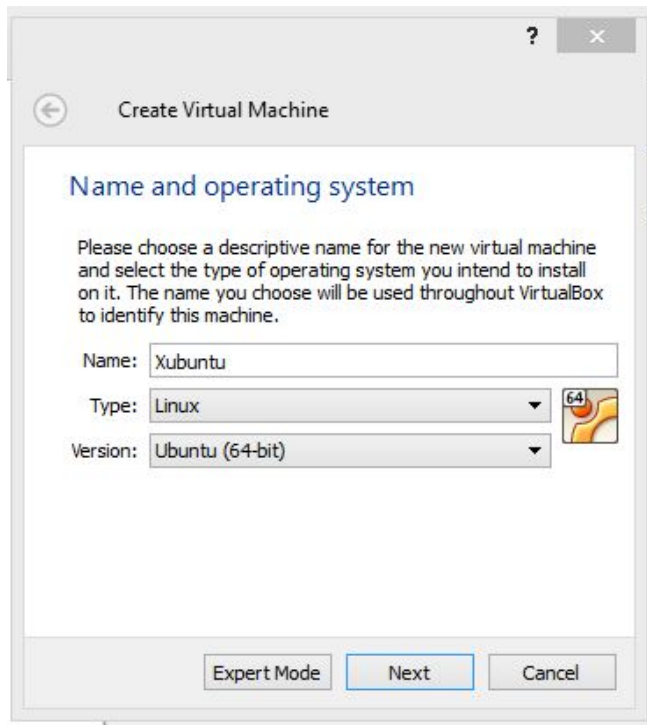 ?
Create Virtual Machine
Name and operating system
Please choose a descriptive name for the new virtual machine
and select the type of operating system you intend to install
on it. The name you choose will be used throughout VirtualBox
to identify this machine.
Name: Xubuntu
Type: Linux
64
Version: Ubuntu (64-bit)
Expert Mode Next Cancel